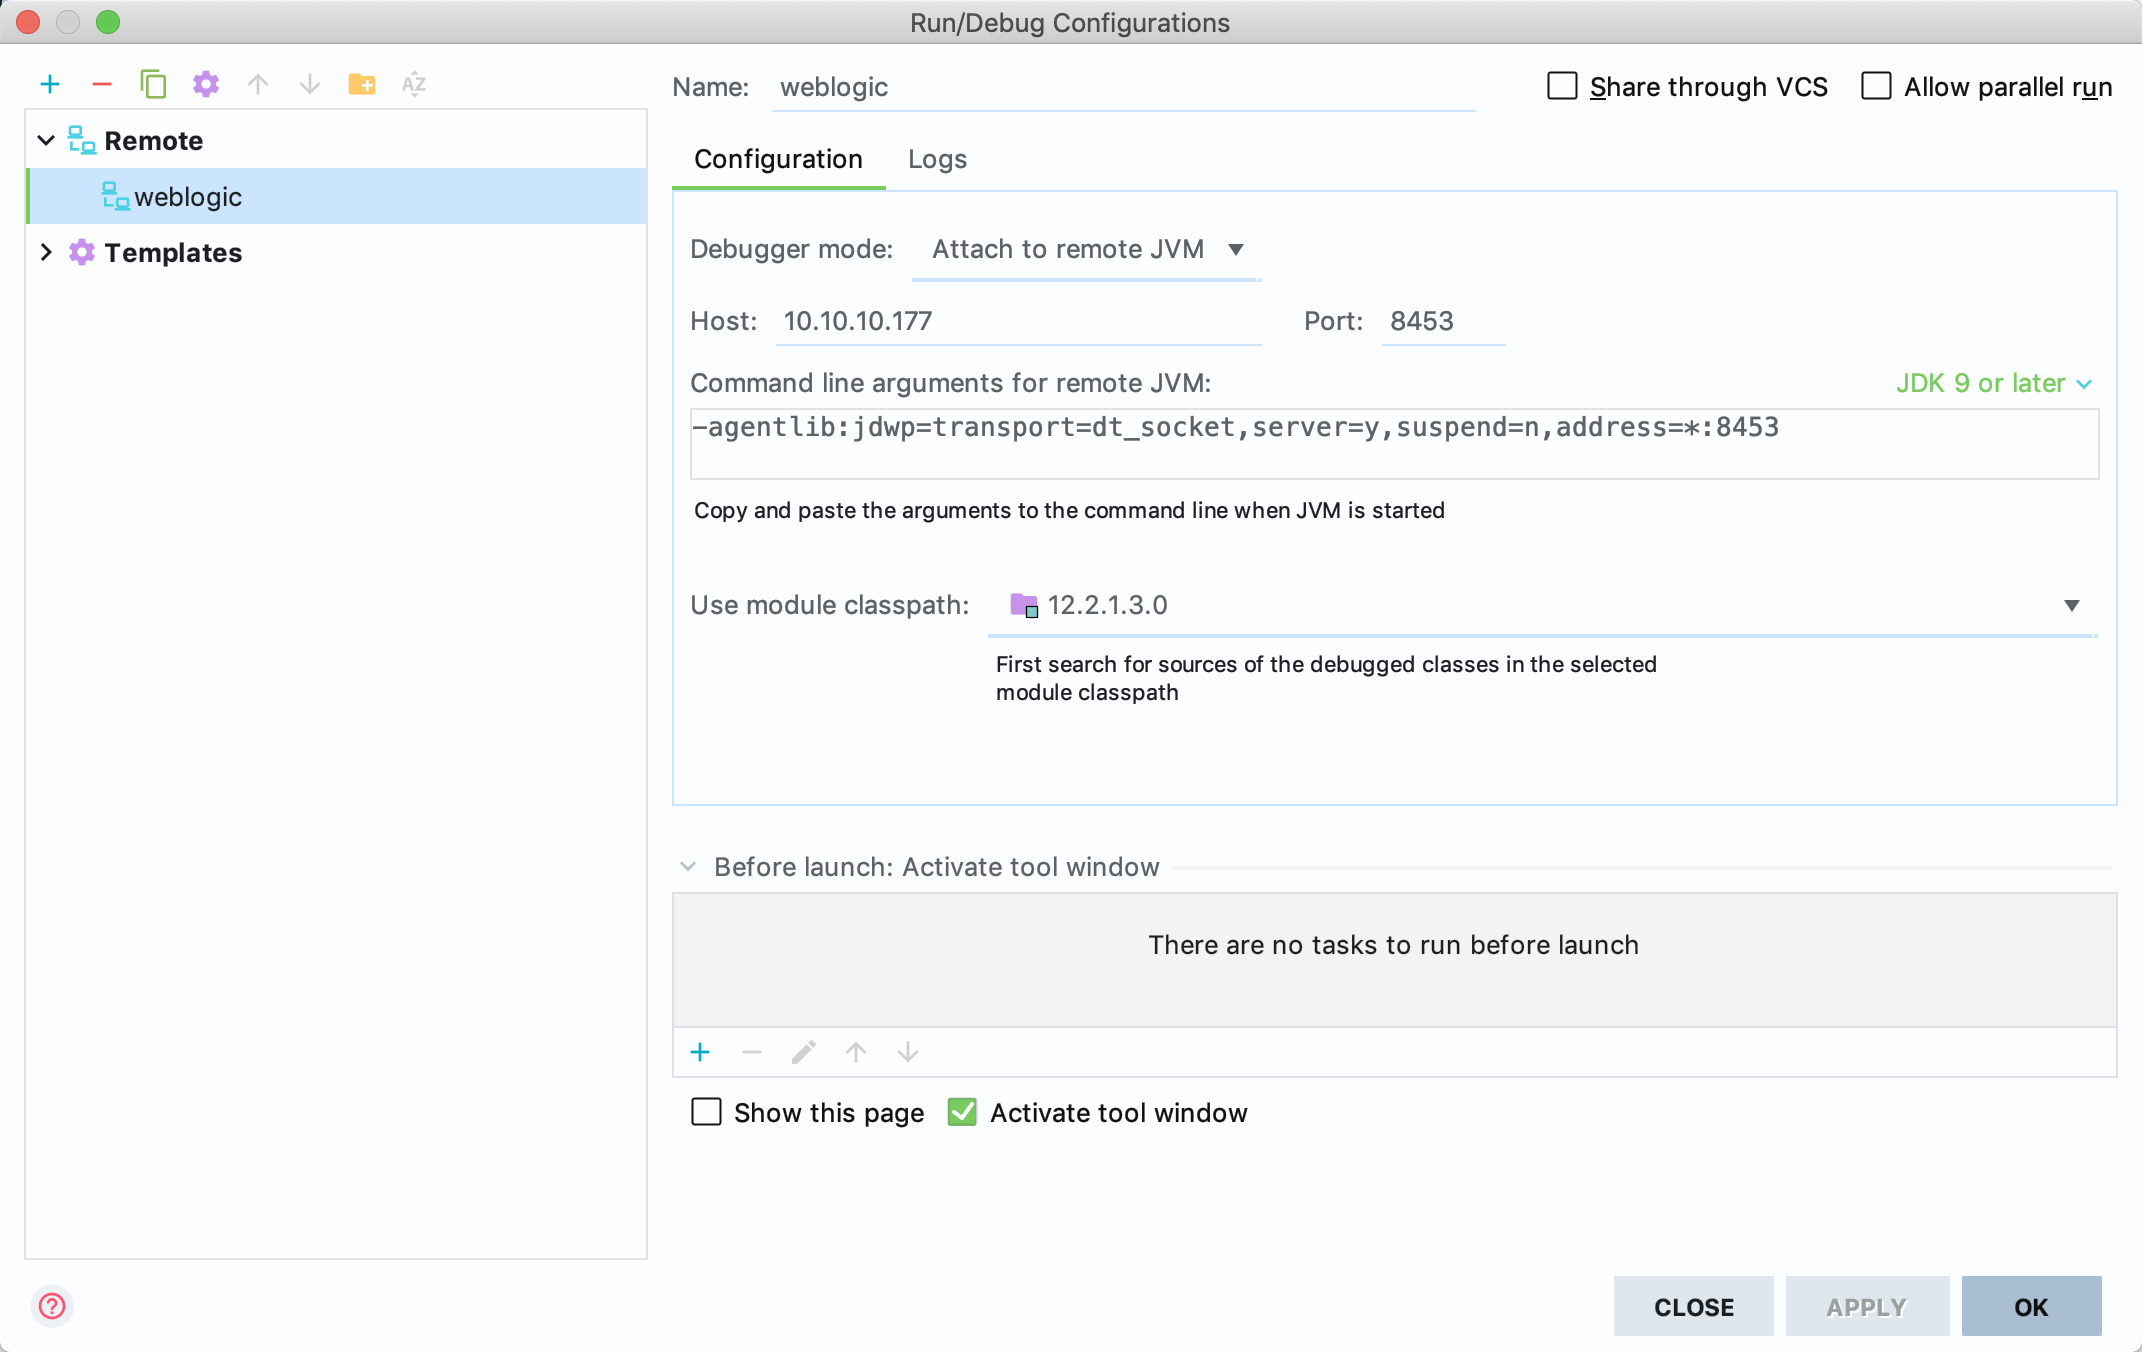 Run/Debug Configurations
Name: weblogic
Share through VCS
Allow parallel run
Remote
weblogic
Templates
Configuration
Logs
Debugger mode: Attach to remote JVM
Host: 10.10.10.177
Port: 8453
Command line arguments for remote JVM:
JDK 9 or later
-agentlib:jdwp=transport=dt_socket,server=y,suspend=n,address=*:8453
Copy and paste the arguments to the command line when JVM is started
Use module classpath: 12.2.1.3.0
First search for sources of the debugged classes in the selected
module classpath
Before launch: Activate tool window
There are no tasks to run before launch
Show this page
Activate tool window
CLOSE
APPLY
OK